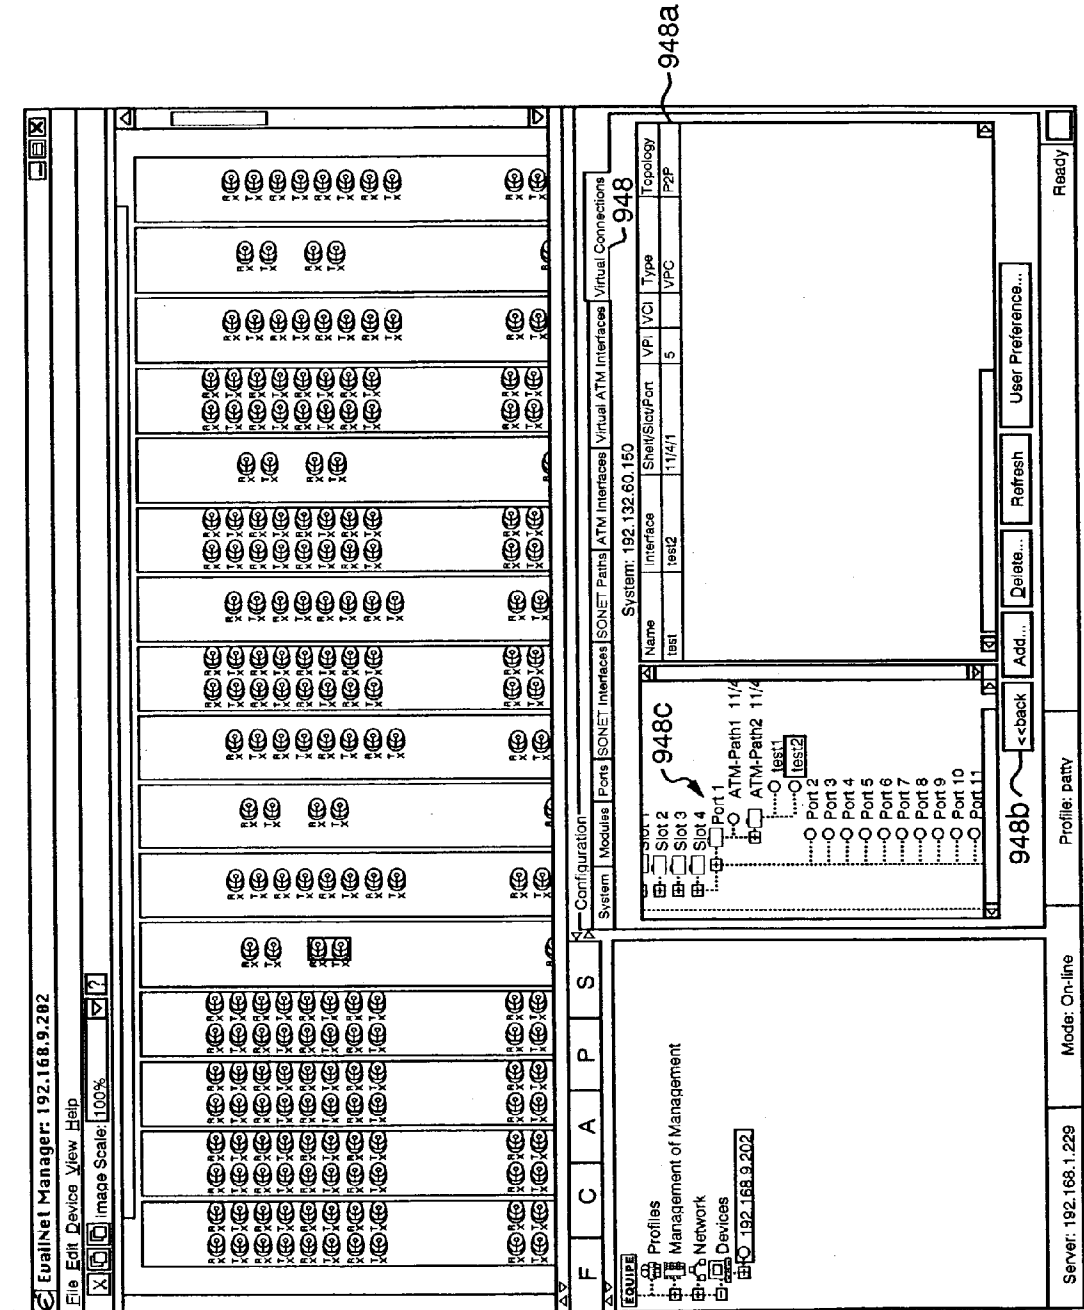 EuailNet Manager: 192.168.9.202
File Edit Device View Help
Image Scale: 100%
?
F C A P S
EQUIPE
Profiles
Management of Management
Network
Devices
192.168.9.202
Configuration
System Modules Ports SONET Interfaces SONET Paths ATM Interfaces Virtual ATM Interfaces Virtual Connections
948
System: 192.132.60.150
Slot 1
Slot 2
Slot 3
Slot 4
Port 1
ATM-Path1 11/4
ATM-Path2 11/4
test1
test2
Port 2
Port 3
Port 4
Port 5
Port 6
Port 7
Port 8
Port 9
Port 10
Port 11
948C
Name Interface Shelf/Slot/Port VPI VCI Type Topology
test test2 11/4/1 5 VPC P2P
948a
948b
<<back Add... Delete... Refresh User Preference...
Server: 192.168.1.229 Mode: On-line Profile: patty Ready